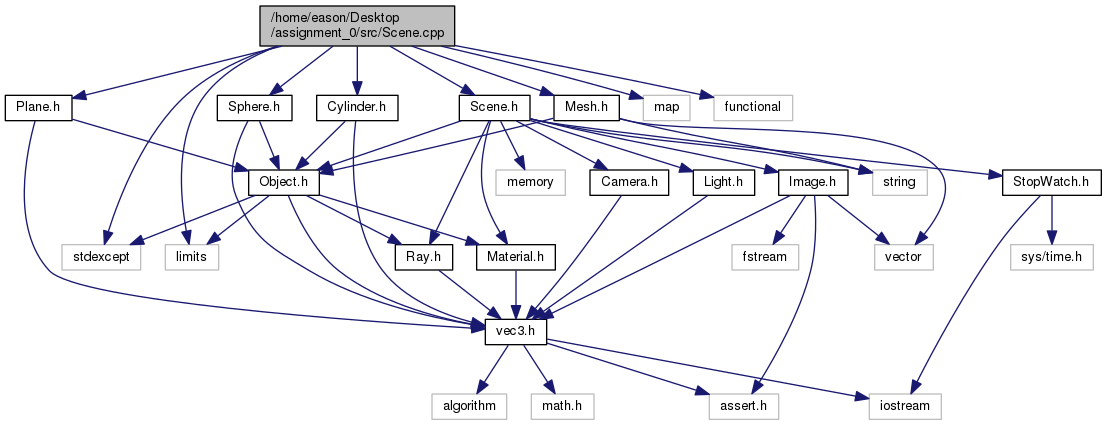 /home/eason/Desktop
/assignment_0/src/Scene.cpp
Plane.h
Sphere.h
Cylinder.h
Scene.h
Mesh.h
map
functional
Object.h
memory
Camera.h
Light.h
Image.h
string
StopWatch.h
stdexcept
limits
Ray.h
Material.h
fstream
vector
sys/time.h
vec3.h
algorithm
math.h
assert.h
iostream